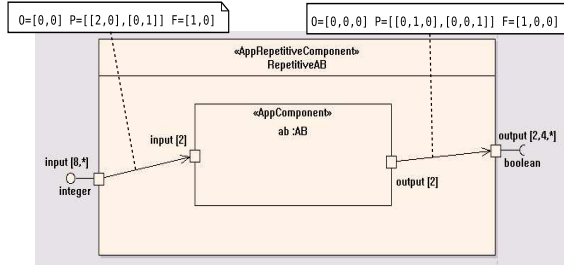 O=[0,0] P=[[2,0],[0,1]] F=[1,0]
O=[0,0,0] P=[[0,1,0],[0,0,1]] F=[1,0,0]
«AppRepetitiveComponent»
RepetitiveAB
«AppComponent»
ab :AB
input [2]
output [2,4,*]
boolean
input [8,*]
integer
output [2]